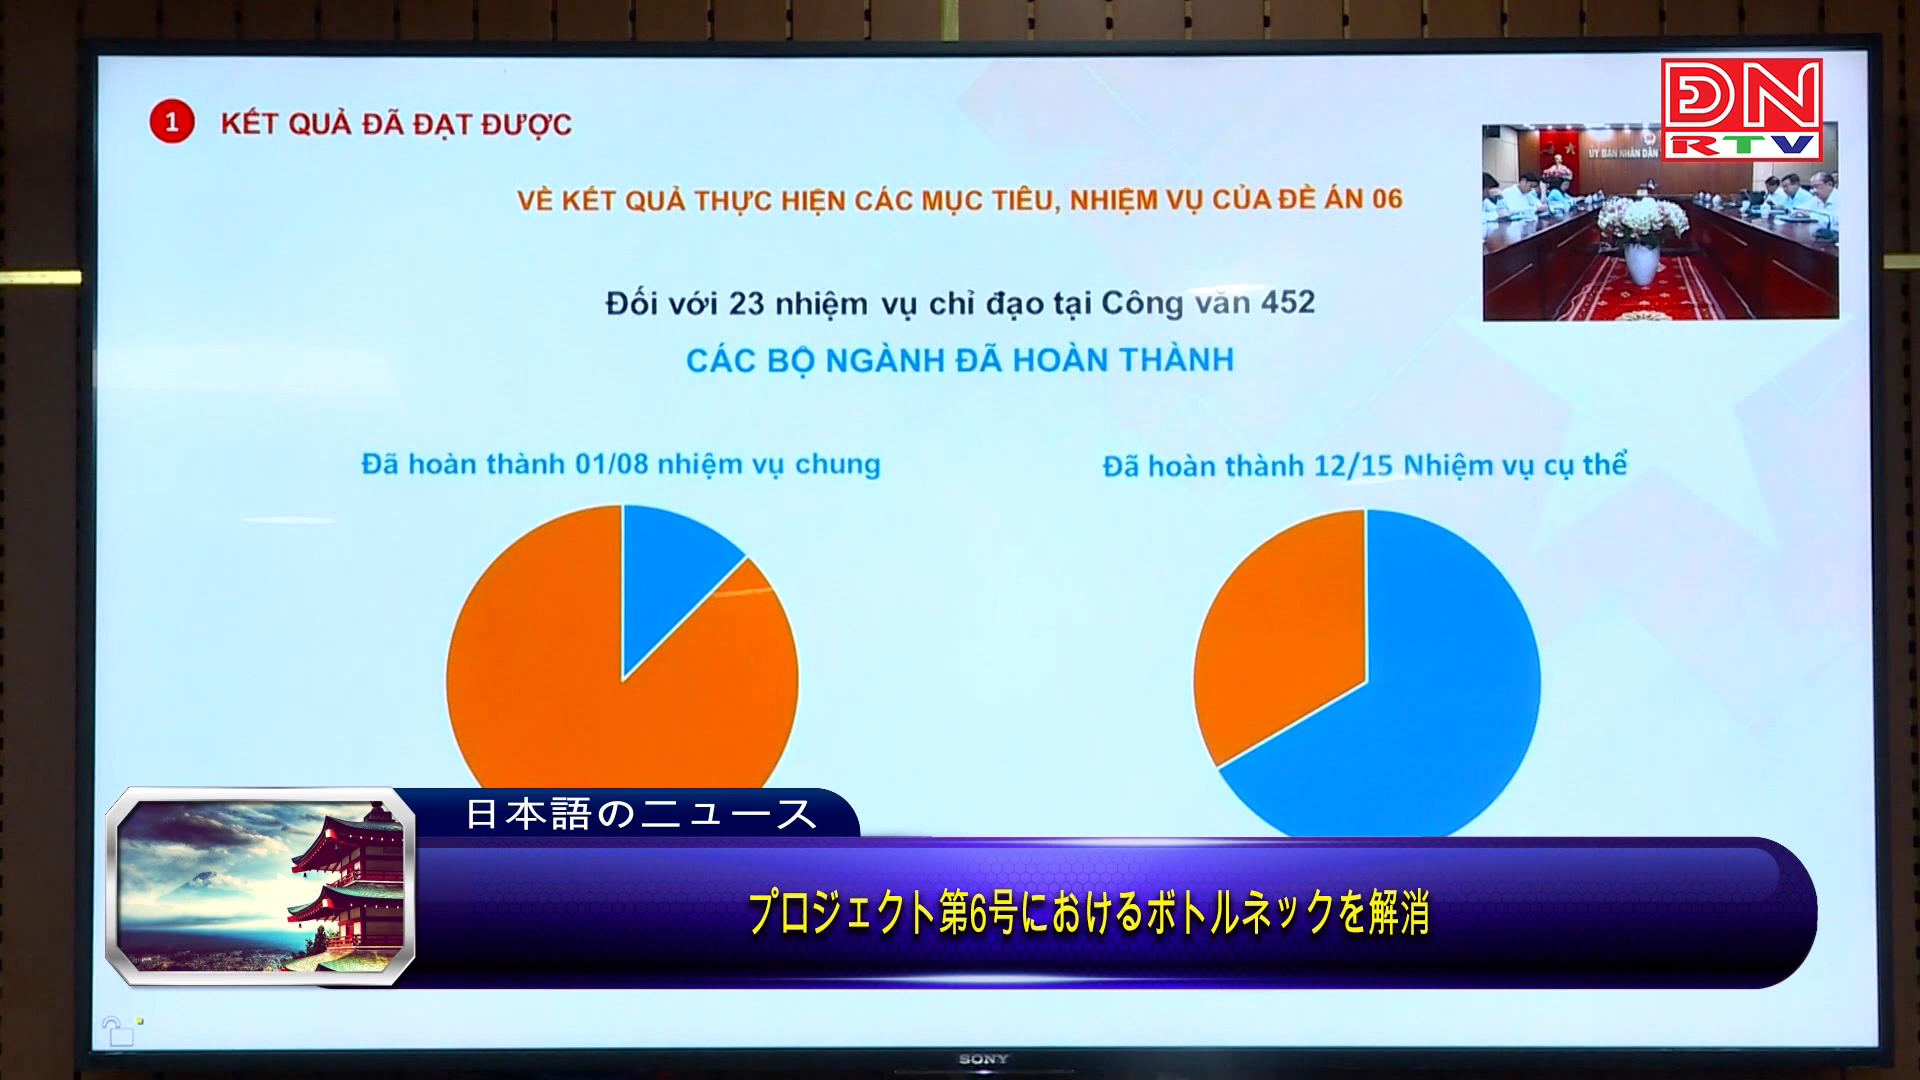 1 KẾT QUẢ ĐÃ ĐẠT ĐƯỢC
VỀ KẾT QUẢ THỰC HIỆN CÁC MỤC TIÊU, NHIỆM VỤ CỦA ĐỀ ÁN 06
ĐN
RTV
ỦY BAN NHÂN DÂN
Đối với 23 nhiệm vụ chỉ đạo tại Công văn 452
CÁC BỘ NGÀNH ĐÃ HOÀN THÀNH
Đã hoàn thành 01/08 nhiệm vụ chung
Đã hoàn thành 12/15 Nhiệm vụ cụ thể
日本語のニュース
プロジェクト第6号におけるボトルネックを解消
SONY